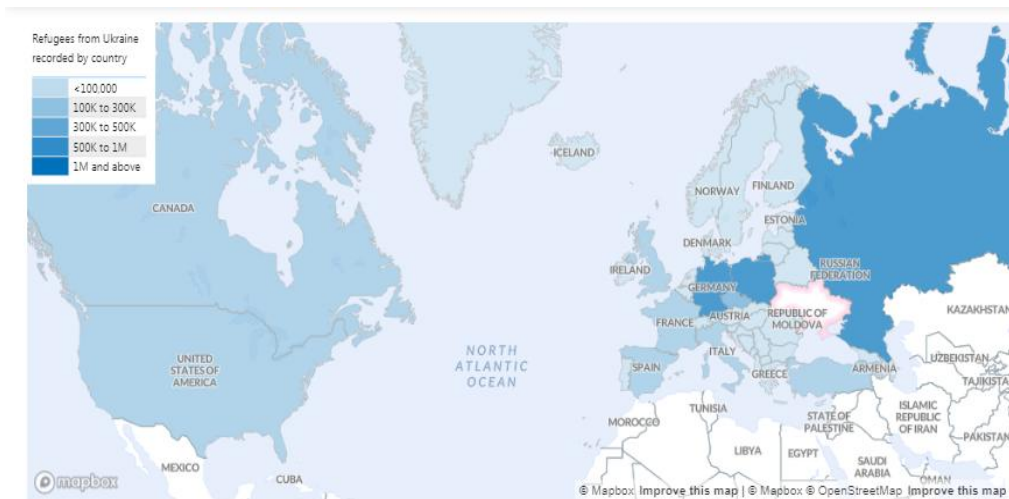 Refugees from Ukraine
recorded by country
<100,000
100K to 300K
300K to 500K
500K to 1M
1M and above
ICELAND
CANADA
NORWAY
FINLAND
ESTONIA
DENMARK
IRELAND
RUSSIAN
FEDERATION
GERMANY
KAZAKHSTAN
REPUBLIC OF
MOLDOVA
AUSTRIA
FRANCE
NORTH
ATLANTIC
OCEAN
UNITED
STATES OF
AMERICA
ITALY
SPAIN
GREECE
ARMENIA
UZBEKISTAN
TAJIKISTA
TUNISIA
MOROCCO
STATE OF
PALESTINE
ISLAMIC
REPUBLIC
OF IRAN
LIBYA
EGYPT
PAKISTAN
SAUDI
ARABIA
MEXICO
CUBA
OMAN
mapbox
© Mapbox Improve this map | © Mapbox © OpenStreetMap Improve this map